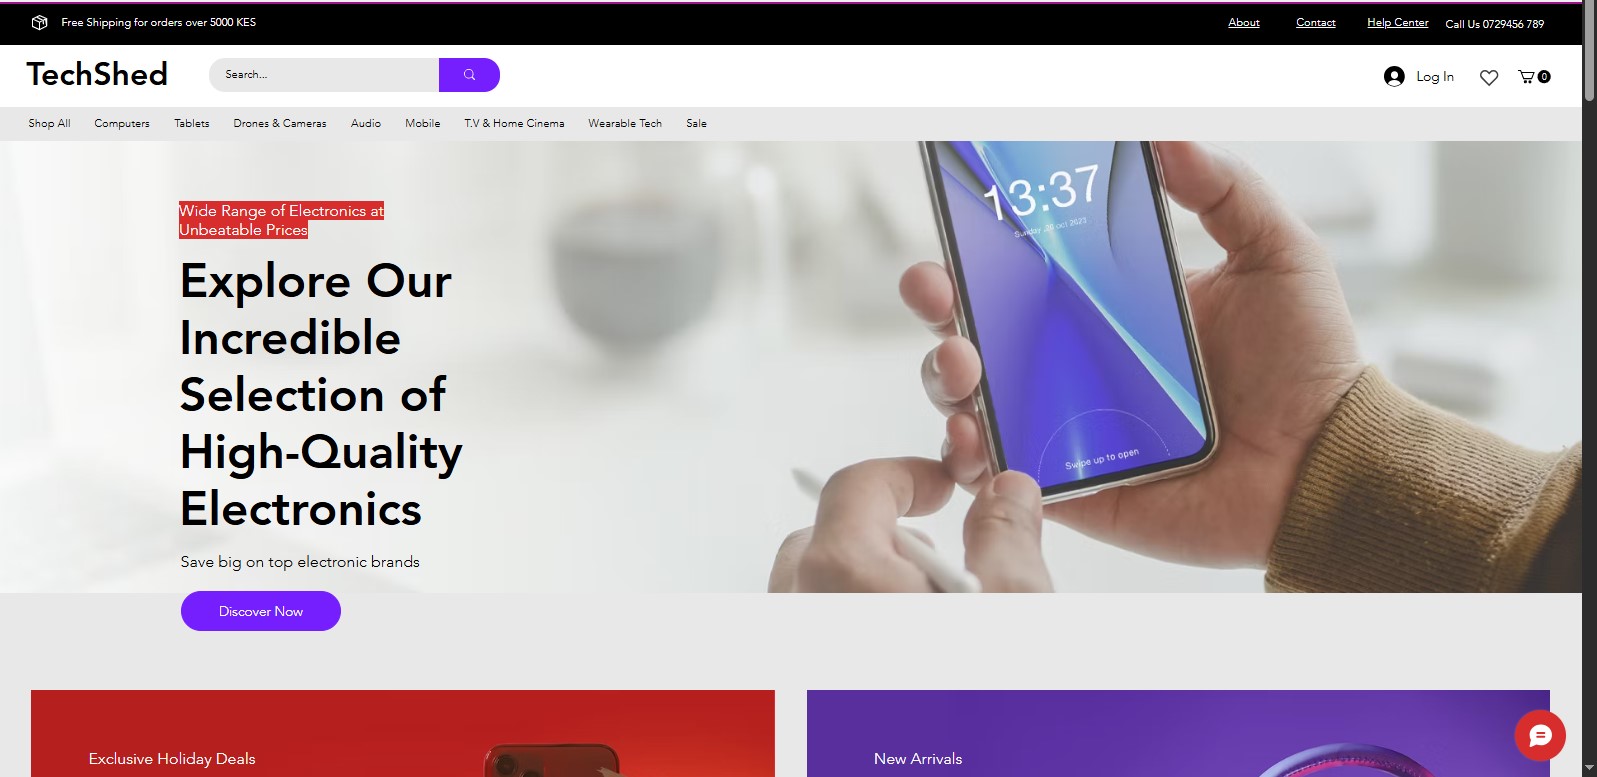 Free Shipping for orders over 5000 KES
About Contact Help Center Call Us 0729456 789
TechShed
Search...
Log In
0
Shop All Computers Tablets Drones & Cameras Audio Mobile T.V & Home Cinema Wearable Tech Sale
13:37
Sunday, 26 oct 2023
Wide Range of Electronics at
Unbeatable Prices
Explore Our
Incredible
Selection of
High-Quality
Electronics
Swipe up to open
Save big on top electronic brands
Discover Now
Exclusive Holiday Deals
New Arrivals